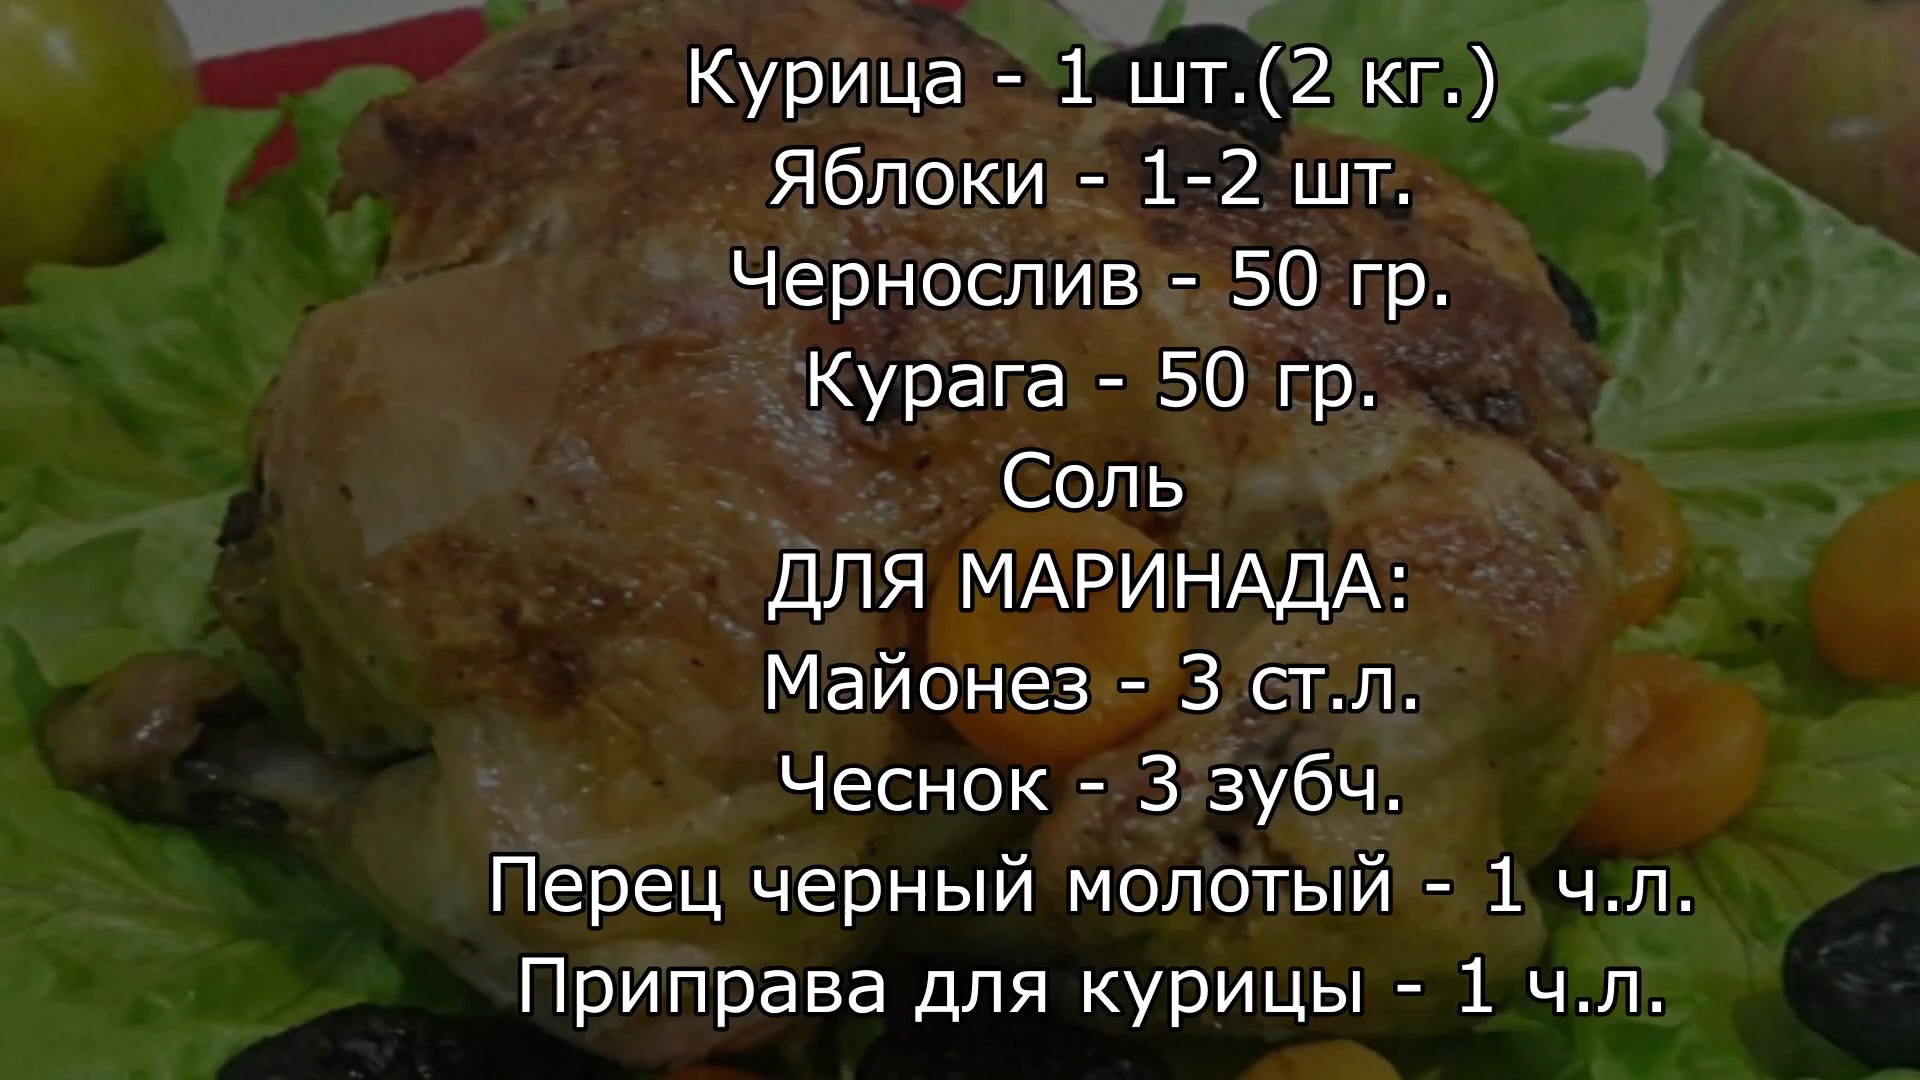 Курица - 1 шт.(2 кг.)
Яблоки - 1-2 шт.
Чернослив - 50 гр.
Курага - 50 гр.
Соль
ДЛЯ МАРИНАДА:
Майонез - 3 ст.л.
Чеснок - 3 зубч.
Перец черный молотый - 1 ч.л.
Приправа для курицы - 1 ч.л.